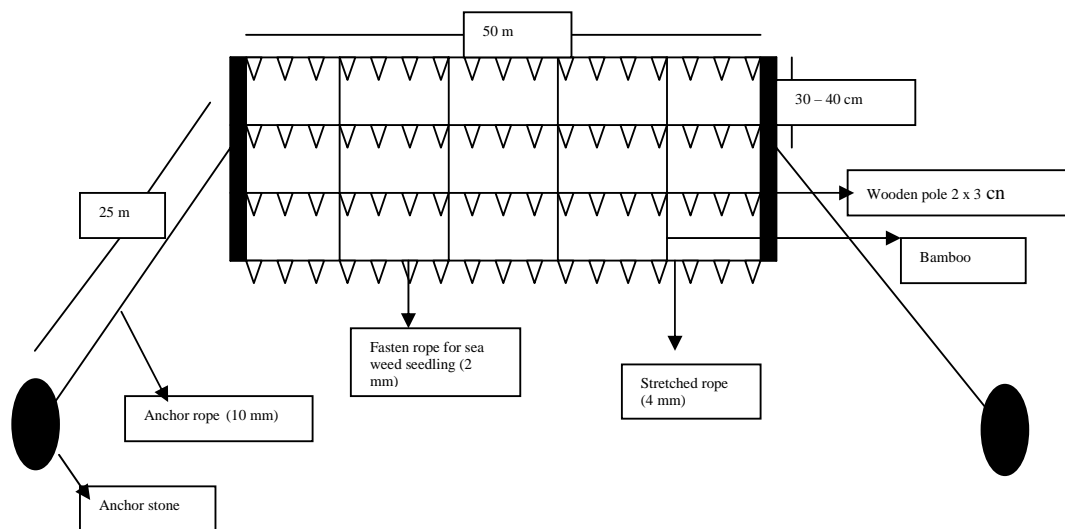 50 m
30 – 40 cm
25 m
Wooden pole 2 x 3 cn
Bamboo
Fasten rope for sea
weed seedling (2
mm)
Stretched rope
(4 mm)
Anchor rope (10 mm)
Anchor stone